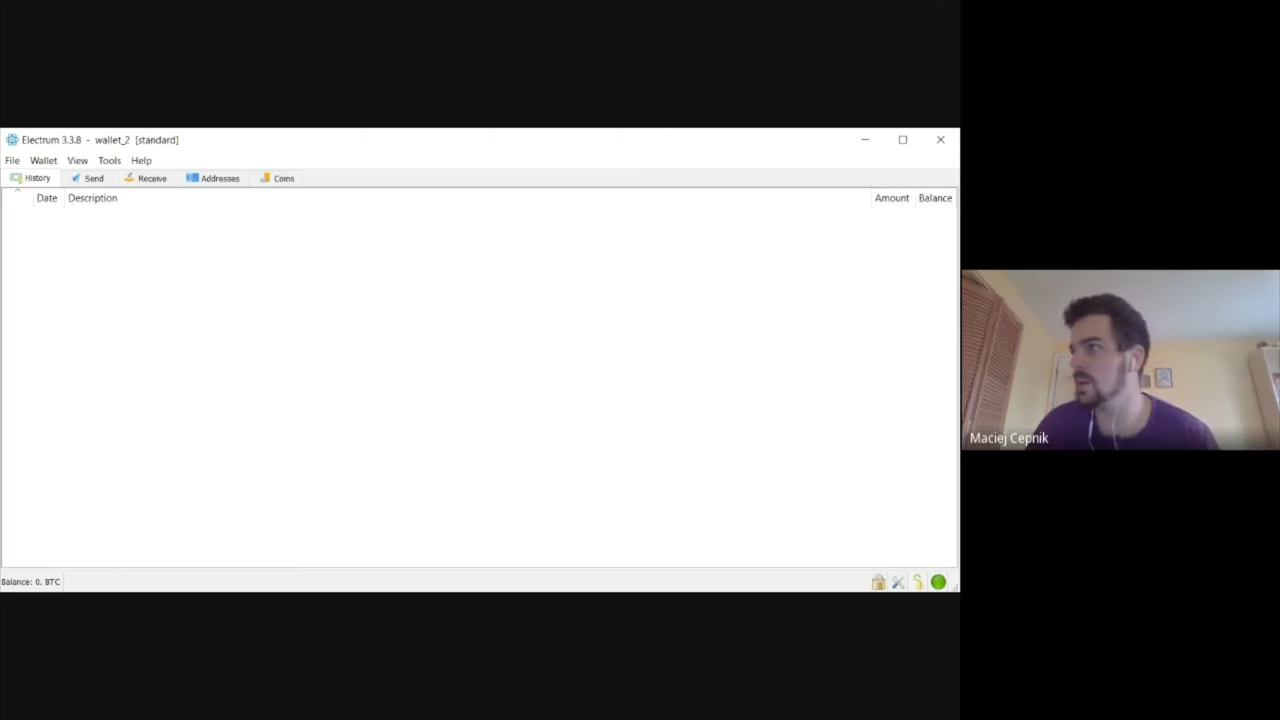 Electrum 3.3.8 - wallet_2 [standard]
File Wallet View Tools Help
History Send Receive Addresses Coins
Date Description Amount Balance
Maciej Cepnik
Balance: 0. BTC